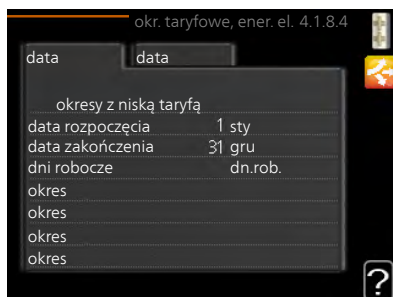 okr. taryfowe, ener. el. 4.1.8.4
data data
okresy z niską taryfą
data rozpoczęcia 1 sty
data zakończenia 31 gru
dni robocze dn.rob.
okres
okres
okres
okres
?